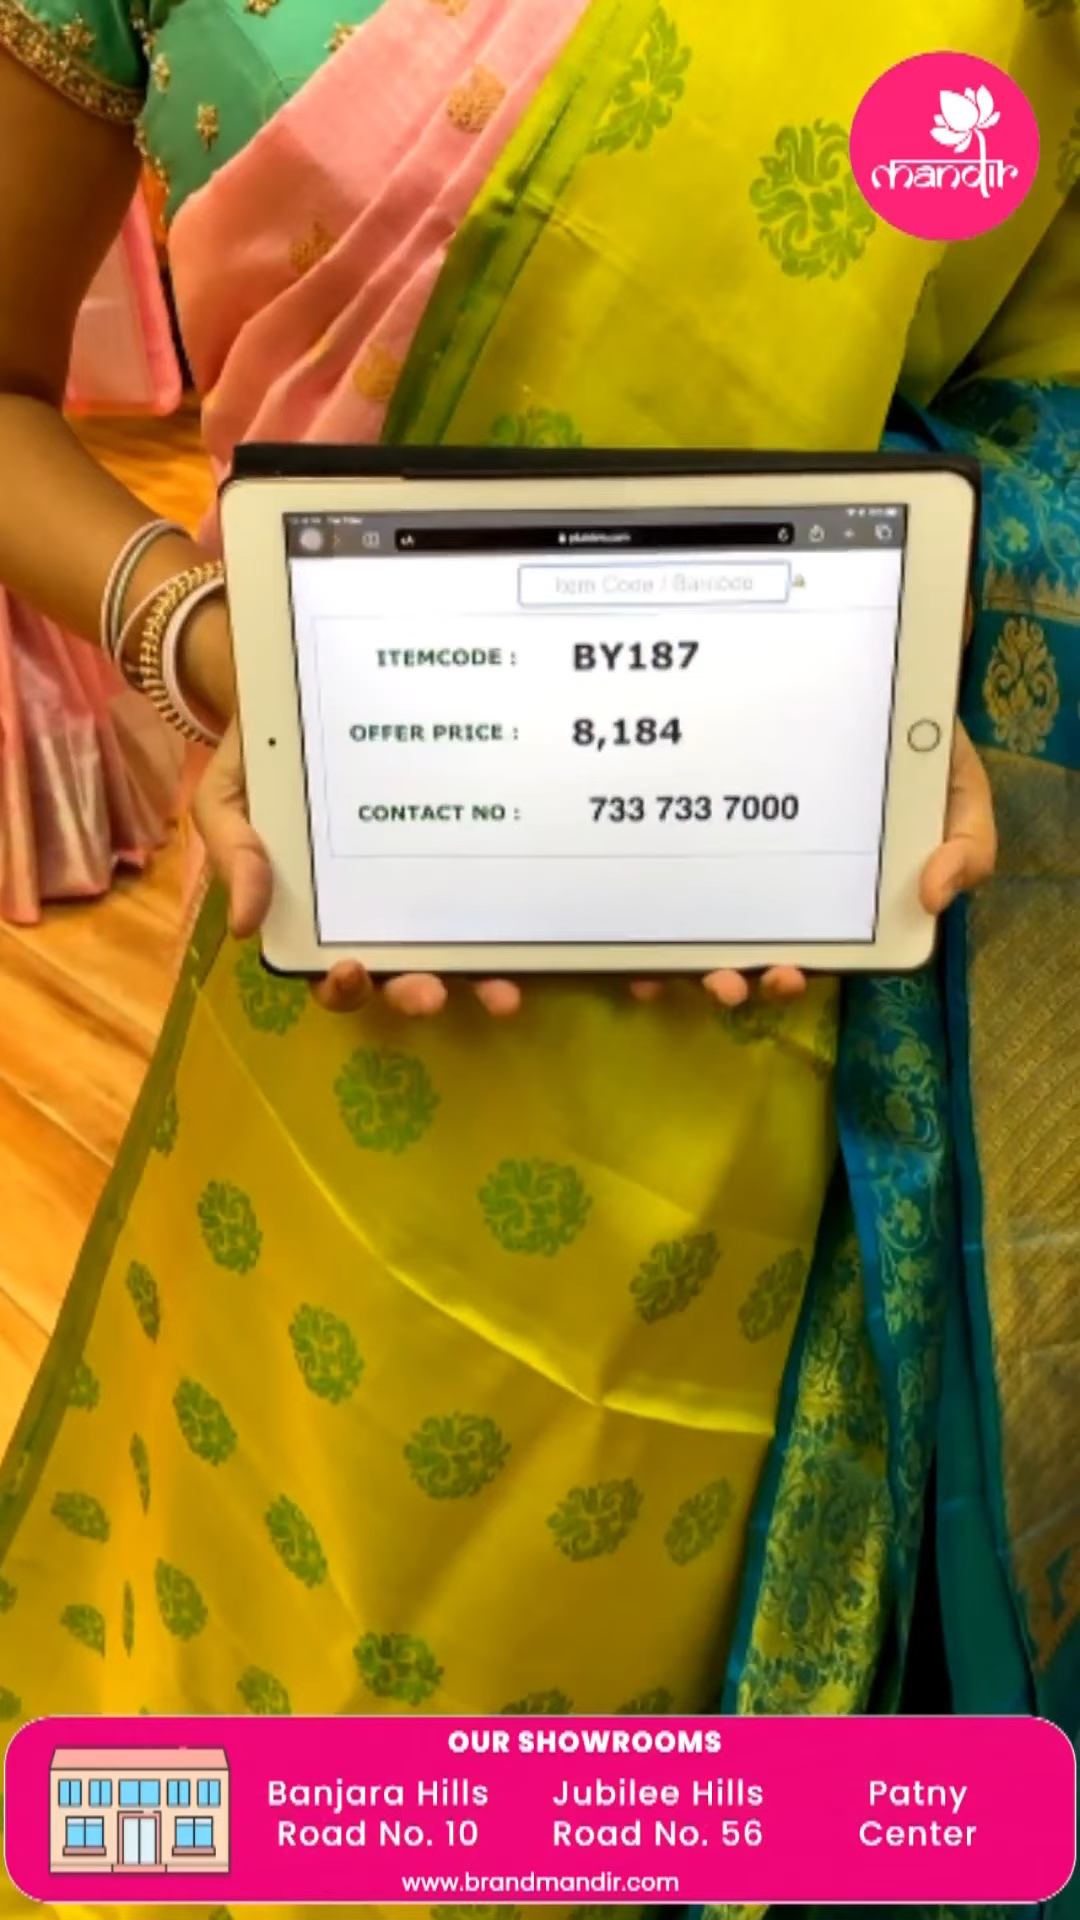 mandir
Item Code / Barcode
ITEMCODE : BY187
OFFER PRICE : 8,184
CONTACT NO : 733 733 7000
OUR SHOWROOMS
Banjara Hills
Road No. 10
Jubilee Hills
Road No. 56
Patny
Center
www.brandmandir.com